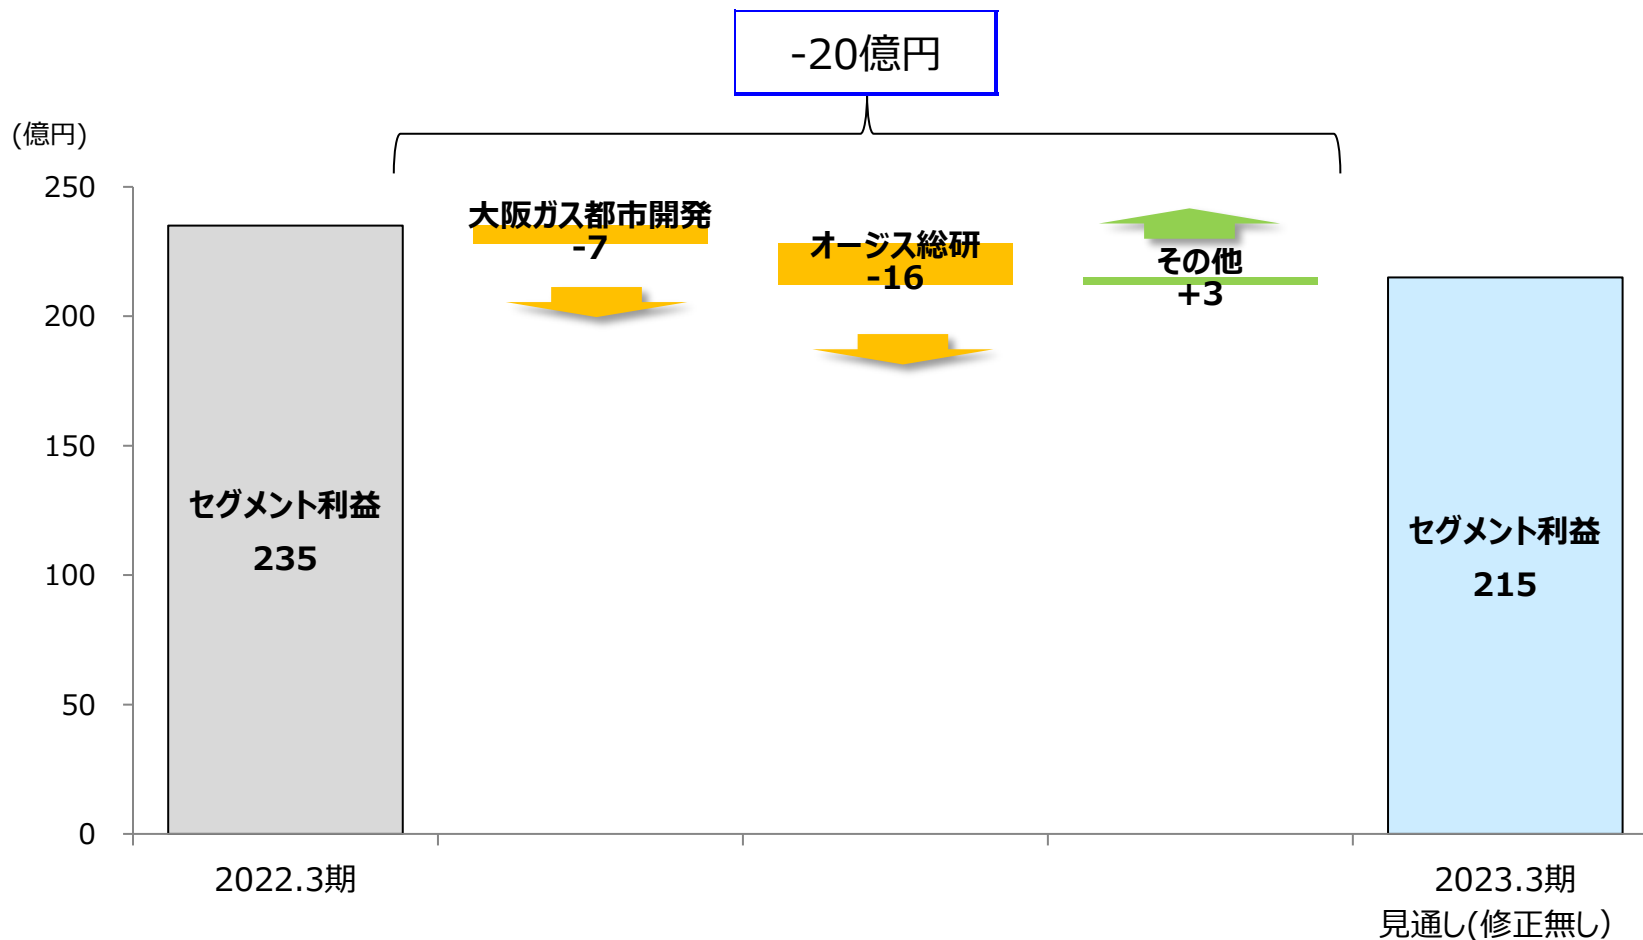 -20億円
(億円)
250
200
150
100
50
0
大阪ガス都市開発
-7
オージス総研
-16
その他
+3
セグメント利益
235
セグメント利益
215
2022.3期
2023.3期
見通し(修正無し)